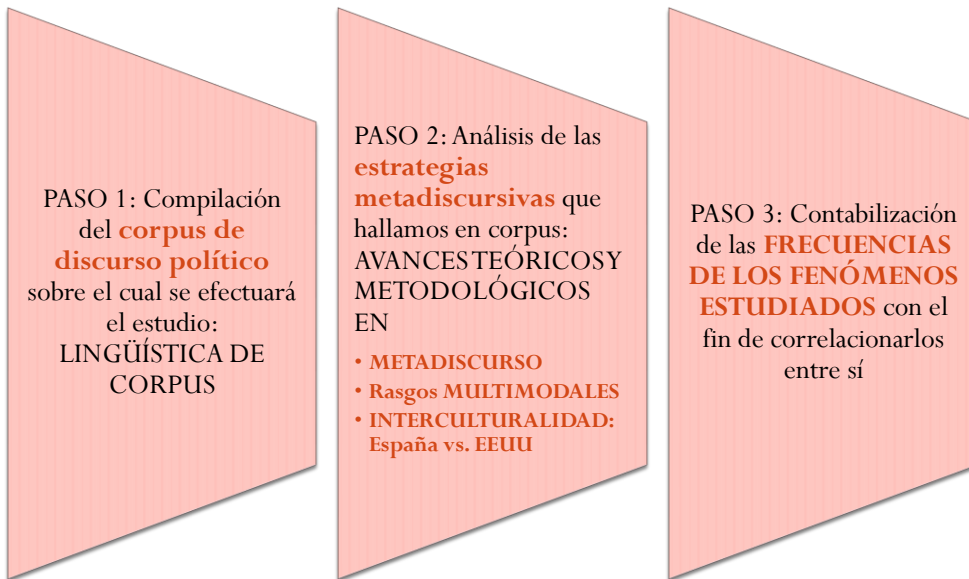 PASO 1: Compilación
del corpus de
discurso político
sobre el cual se efectuará
el estudio:
LINGÜÍSTICA DE
CORPUS
PASO 2: Análisis de las
estrategias
metadiscursivas que
hallamos en corpus:
AVANCES TEÓRICOS Y
METODOLÓGICOS
EN
• METADISCURSO
• Rasgos MULTIMODALES
• INTERCULTURALIDAD:
España vs. EEUU
PASO 3: Contabilización
de las FRECUENCIAS
DE LOS FENÓMENOS
ESTUDIADOS con el
fin de correlacionarlos
entre sí